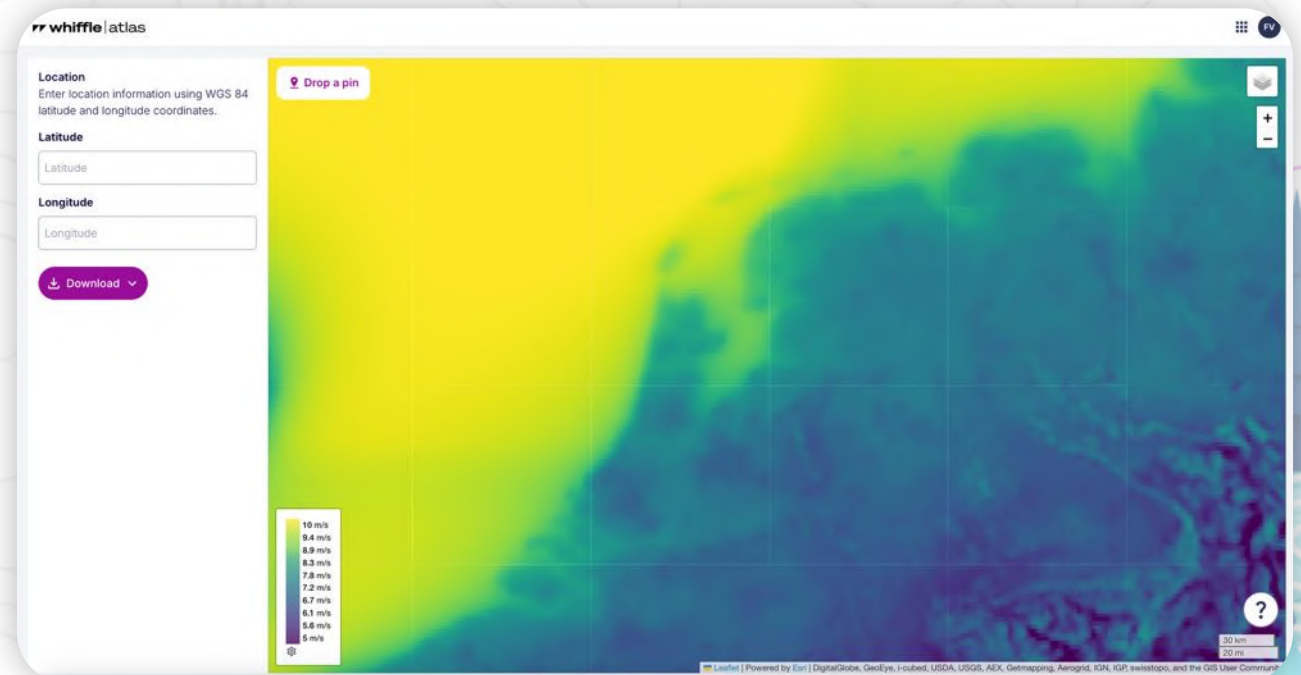 whiffle|atlas
FV
Location
Enter location information using WGS 84
latitude and longitude coordinates.
Latitude
Latitude
Longitude
Longitude
Download
Drop a pin
+
−
10 m/s
9.4 m/s
8.9 m/s
8.3 m/s
7.8 m/s
7.2 m/s
6.7 m/s
6.1 m/s
5.6 m/s
5 m/s
?
30 km
20 mi
Leaflet | Powered by Esri | DigitalGlobe, GeoEye, i-cubed, USDA, USGS, AEX, Getmapping, Aerogrid, IGN, IGP, swisstopo, and the GIS User Communit